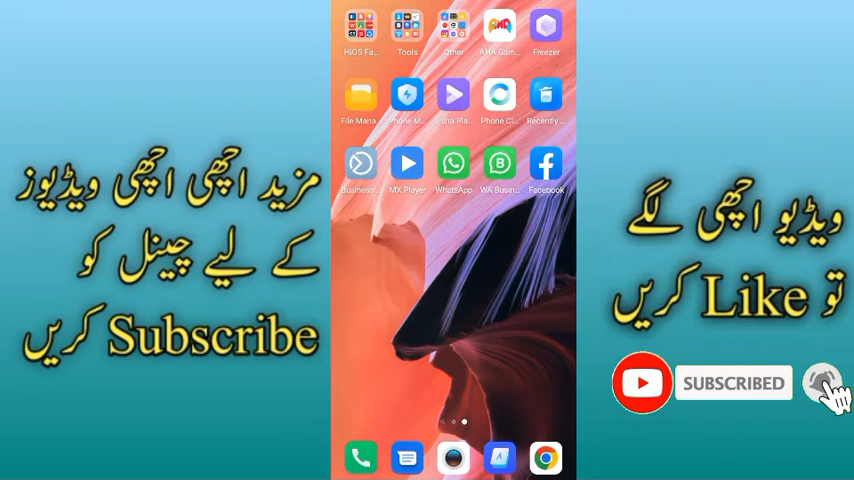 مزید اچھی اچھی ویڈیوز
کے لیے چینل کو
Subscribe کریں
HiOS Fa...
Tools
Other
AHA Gam...
Freezer
File Mana...
Phone M...
Visha Pla...
Phone Cl...
Recently...
Business...
MX Player
WhatsApp
WA Busin...
Facebook
ویڈیو اچھی لگے
تو Like کریں
SUBSCRIBED